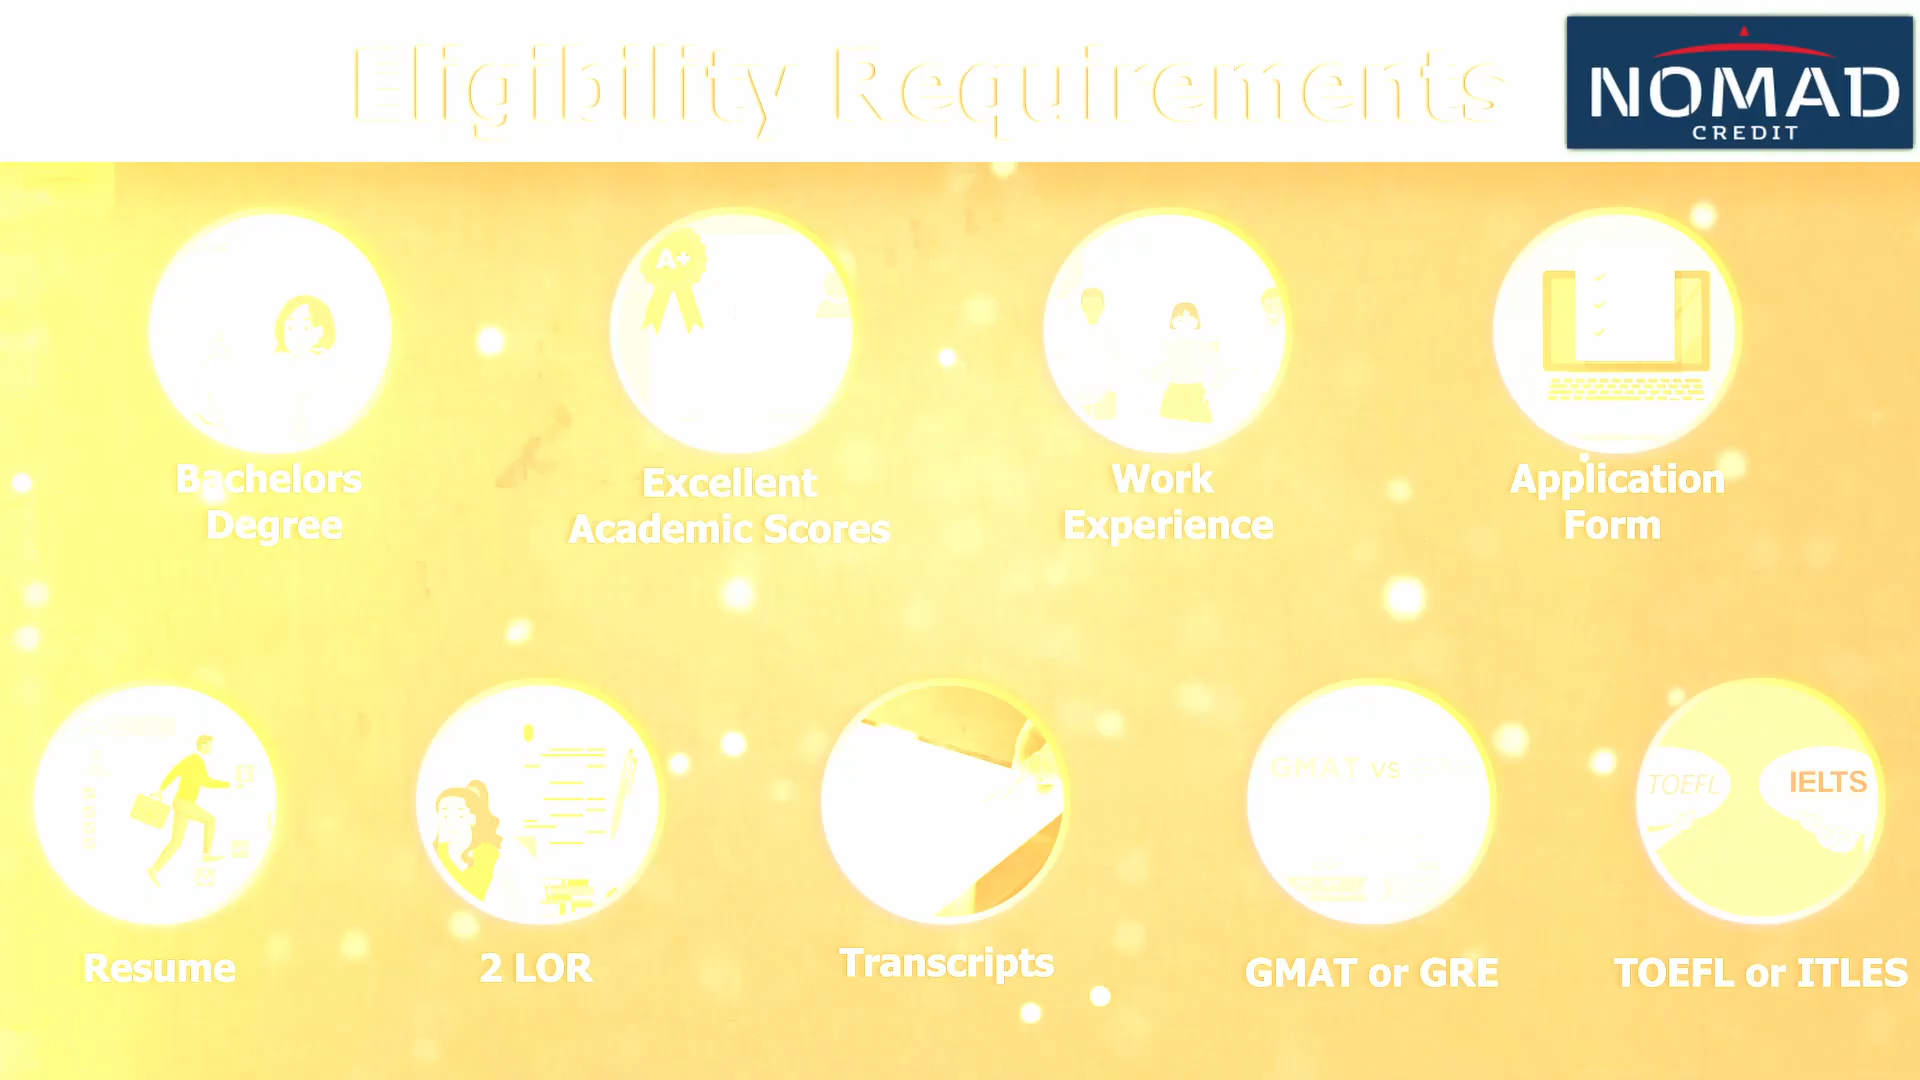 Eligibility Requirements
NOMAD
CREDIT
A+
Bachelors
Degree
Excellent
Academic Scores
Work
Experience
Application
Form
GMAT VS
TOEFL
IELTS
Resume
2 LOR
Transcripts
GMAT or GRE
TOEFL or ITLES